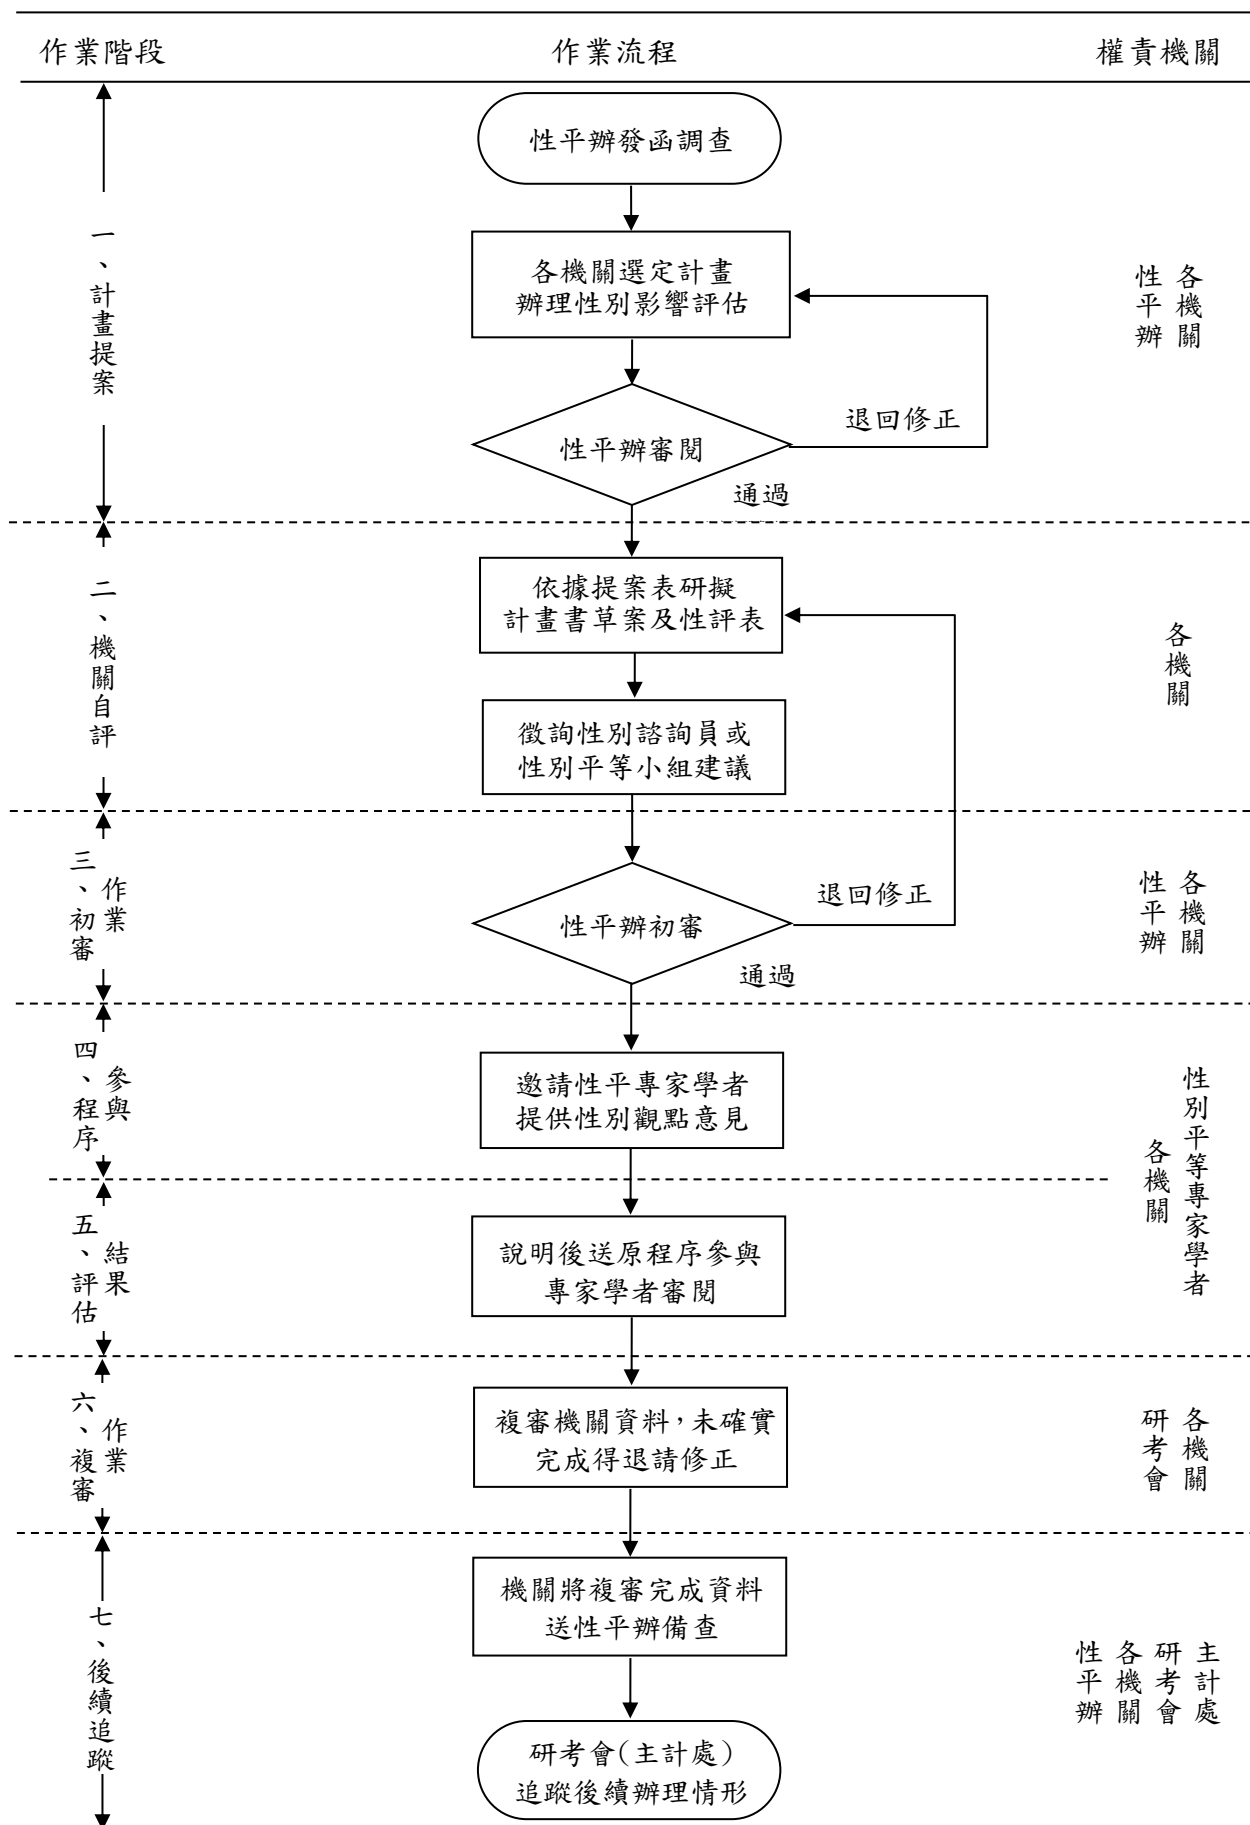 作業階段
作業流程
權責機關
一、計畫提案
性平辦發函調查
各機關選定計畫
辦理性別影響評估
性平辦審閱
退回修正
通過
各機關
性平辦
二、機關自評
依據提案表研擬
計畫書草案及性評表
徵詢性別諮詢員或
性別平等小組建議
各機關
三、初審
作業
性平辦初審
退回修正
通過
各機關
性平辦
四、程序
參與
邀請性平專家學者
提供性別觀點意見
性別平等專家學者
各機關
五、評估
結果
說明後送原程序參與
專家學者審閱
六、複審
作業
複審機關資料，未確實
完成得退請修正
各機關
研考會
七、後續追蹤
機關將複審完成資料
送性平辦備查
研考會(主計處)
追蹤後續辦理情形
主計處
研考會
各機關
性平辦